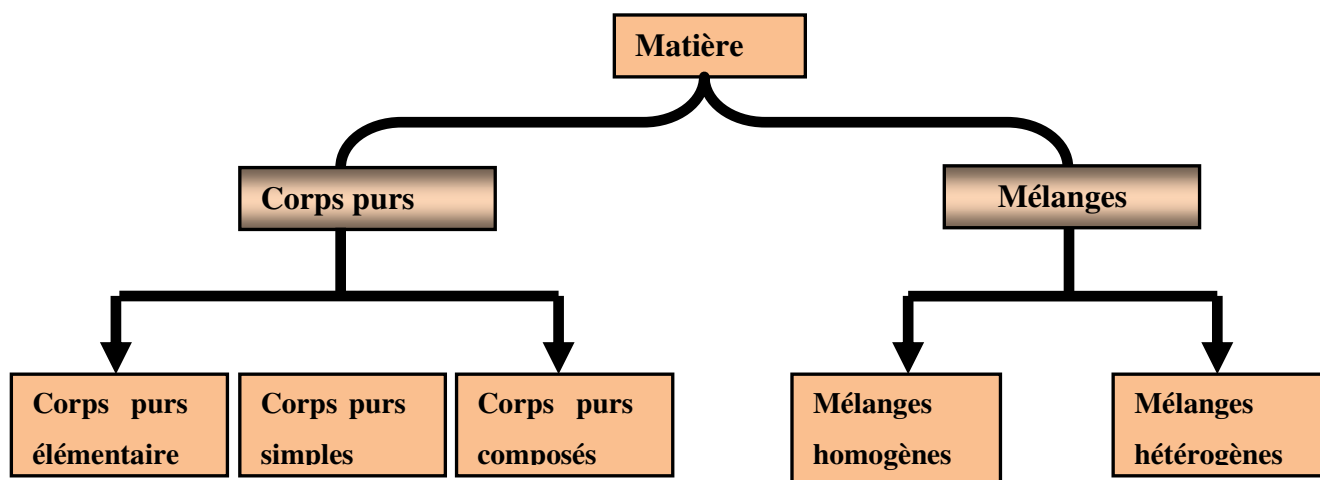 Matière
Corps purs
Mélanges
Corps purs
élémentaire
Corps purs
simples
Corps purs
composés
Mélanges
homogènes
Mélanges
hétérogènes